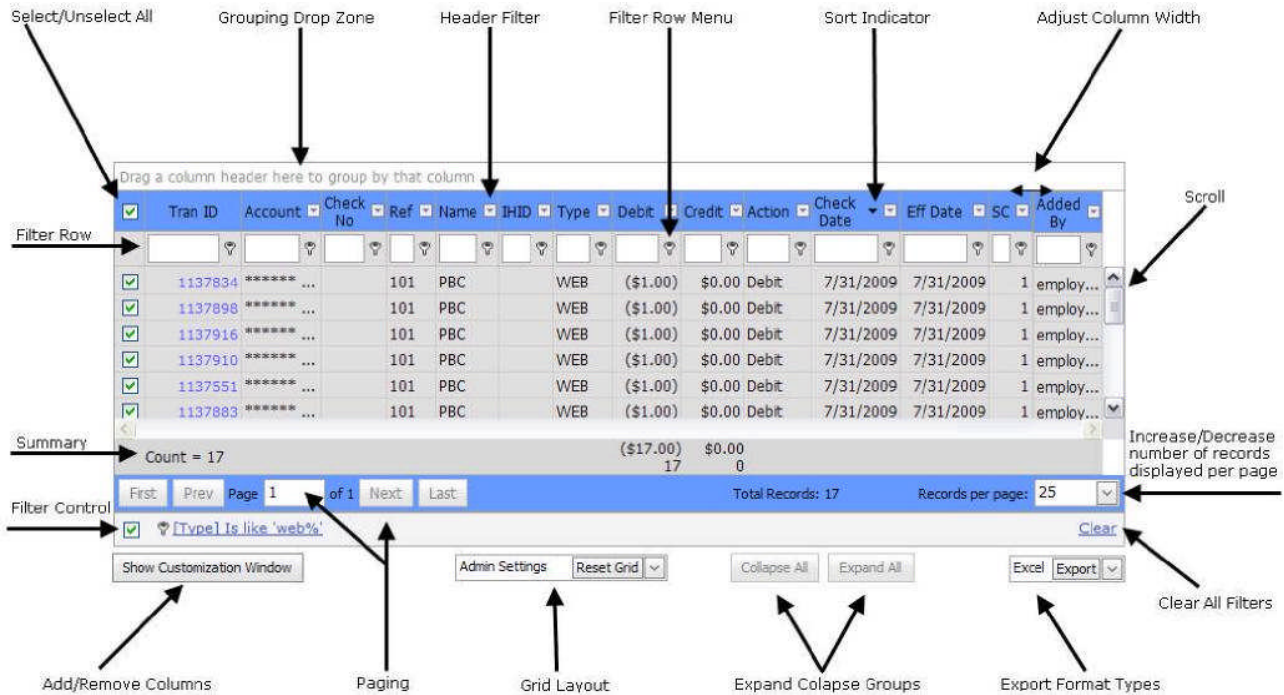 Select/Unselect All Grouping Drop Zone Header Filter Filter Row Menu Sort Indicator Adjust Column Width
Drag a column header here to group by that column
Tran ID Account Check No Ref Name IHID Type Debit Credit Action Check Date Eff Date SC Added By
Scroll
Filter Row
1137834 ****** ... 101 PBC WEB ($1.00) $0.00 Debit 7/31/2009 7/31/2009 1 employ...
1137898 ****** ... 101 PBC WEB ($1.00) $0.00 Debit 7/31/2009 7/31/2009 1 employ...
1137916 ****** ... 101 PBC WEB ($1.00) $0.00 Debit 7/31/2009 7/31/2009 1 employ...
1137910 ****** ... 101 PBC WEB ($1.00) $0.00 Debit 7/31/2009 7/31/2009 1 employ...
1137551 ****** ... 101 PBC WEB ($1.00) $0.00 Debit 7/31/2009 7/31/2009 1 employ...
1137883 ****** ... 101 PBC WEB ($1.00) $0.00 Debit 7/31/2009 7/31/2009 1 employ...
Summary
Count = 17 ($17.00) $0.00
17 0
Increase/Decrease
number of records
displayed per page
First Prev Page 1 of 1 Next Last Total Records: 17 Records per page: 25
Filter Control
[Type] Is like 'web%' Clear
Show Customization Window Admin Settings Reset Grid Collapse All Expand All Excel Export
Clear All Filters
Add/Remove Columns Paging Grid Layout Expand Colapse Groups Export Format Types